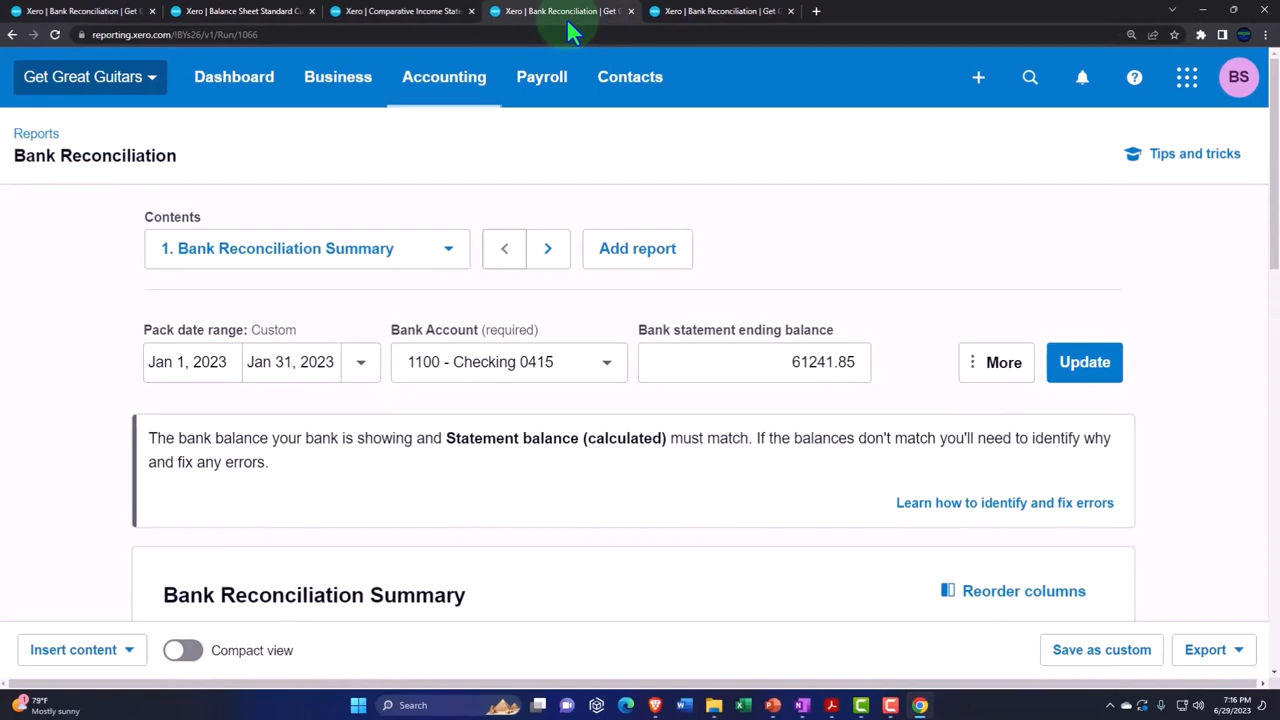 Xero | Bank Reconciliation | Get C
Xero | Balance Sheet Standard Cc
Xero | Comparative Income State
Xero | Bank Reconciliation | Get C
Xero | Bank Reconciliation | Get C
reporting.xero.com/!BYs26/v1/Run/1066
Get Great Guitars
Dashboard
Business
Accounting
Payroll
Contacts
BS
Reports
Bank Reconciliation
Tips and tricks
Contents
1. Bank Reconciliation Summary
Add report
Pack date range: Custom
Bank Account (required)
Bank statement ending balance
Jan 1, 2023
Jan 31, 2023
1100 - Checking 0415
61241.85
More
Update
The bank balance your bank is showing and Statement balance (calculated) must match. If the balances don't match you'll need to identify why
and fix any errors.
Learn how to identify and fix errors
Bank Reconciliation Summary
Reorder columns
Insert content
Compact view
Save as custom
Export
79°F
Mostly sunny
Search
7:16 PM
6/29/2023